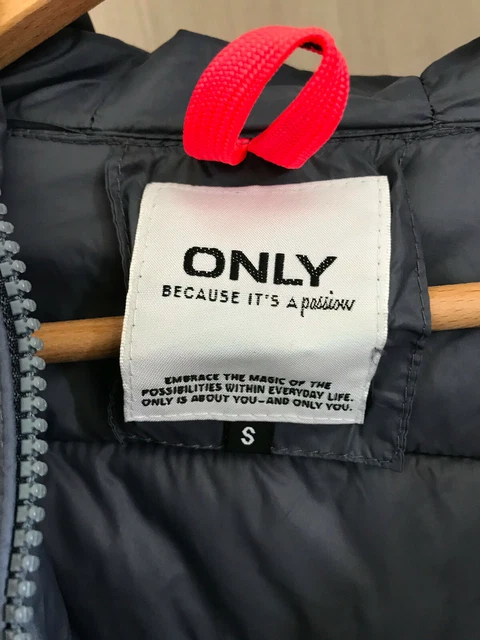 ONLY
BECAUSE IT'S A passion
EMBRACE THE MAGIC OF THE
POSSIBILITIES WITHIN EVERYDAY LIFE.
ONLY IS ABOUT YOU-AND ONLY YOU.
S